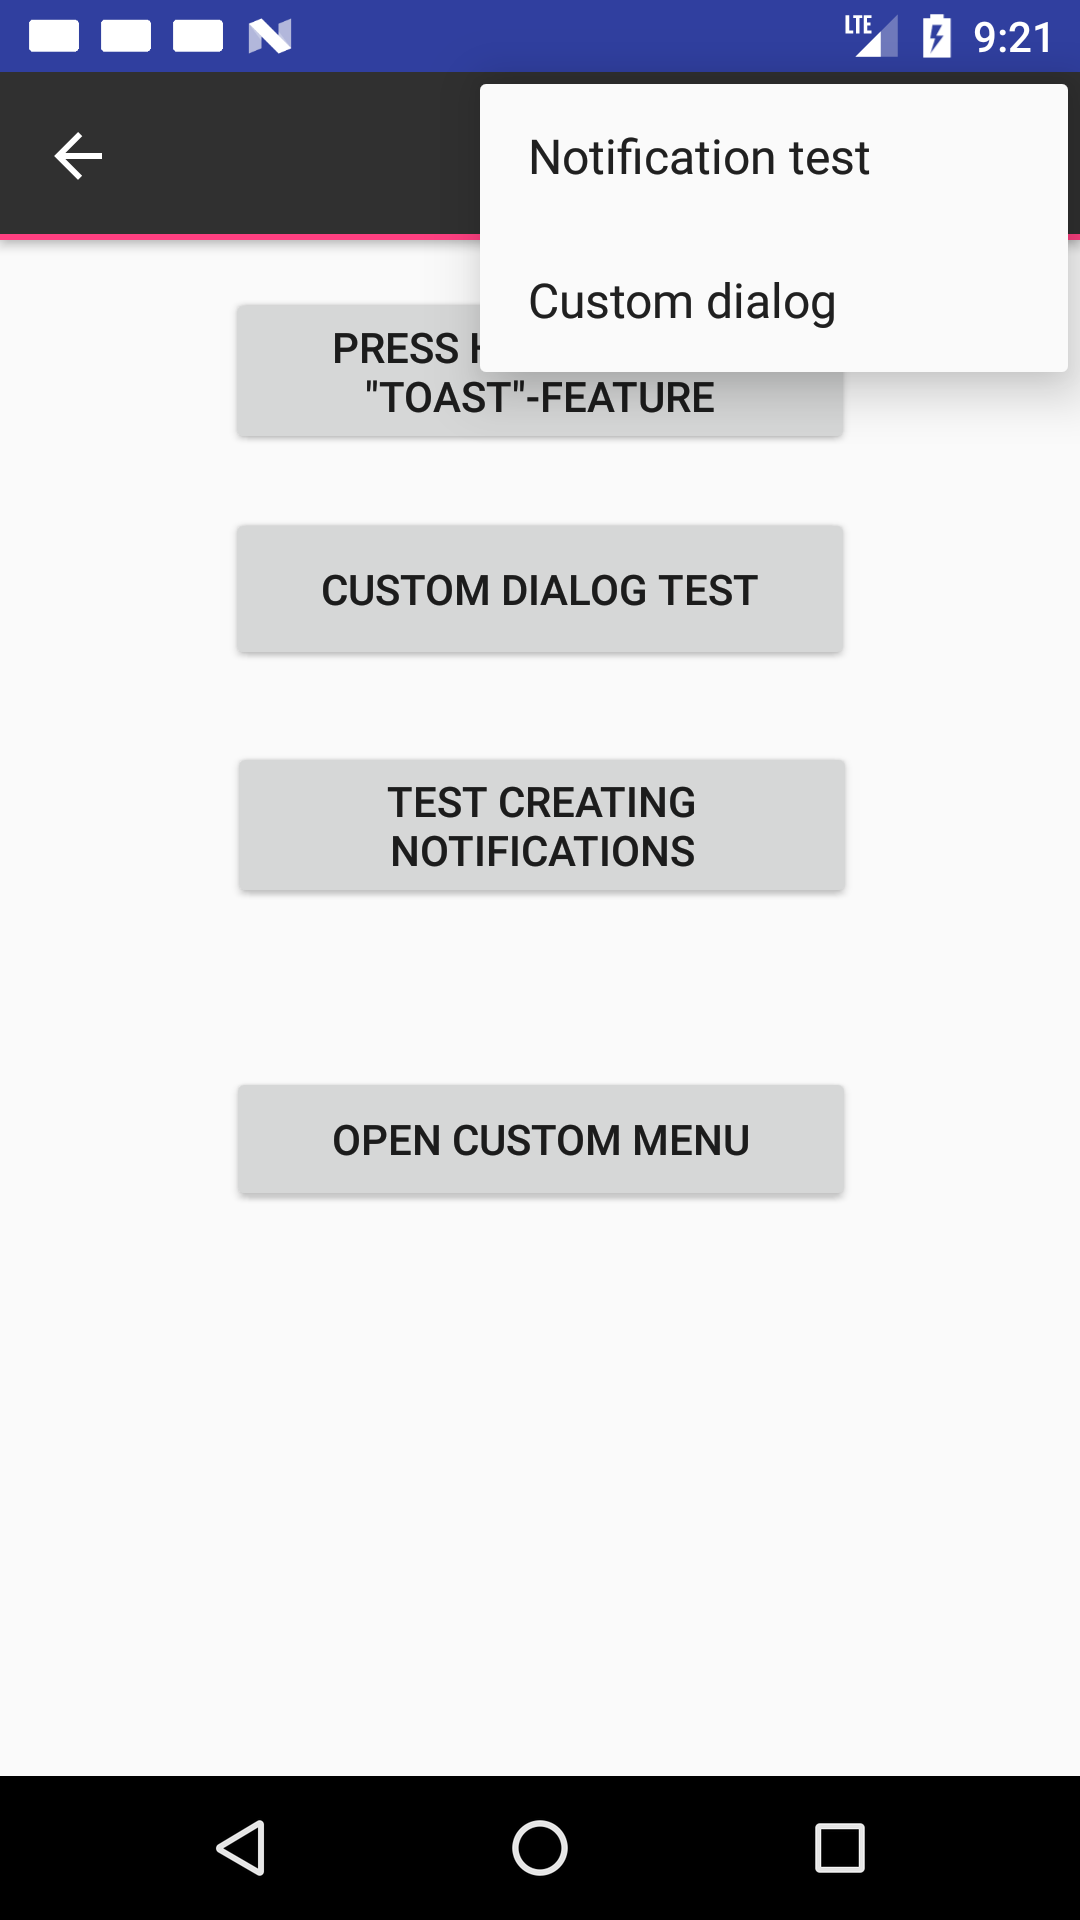 LTE 9:21
Notification test
Custom dialog
PRESS
"TOAST"-FEATURE
CUSTOM DIALOG TEST
TEST CREATING
NOTIFICATIONS
OPEN CUSTOM MENU